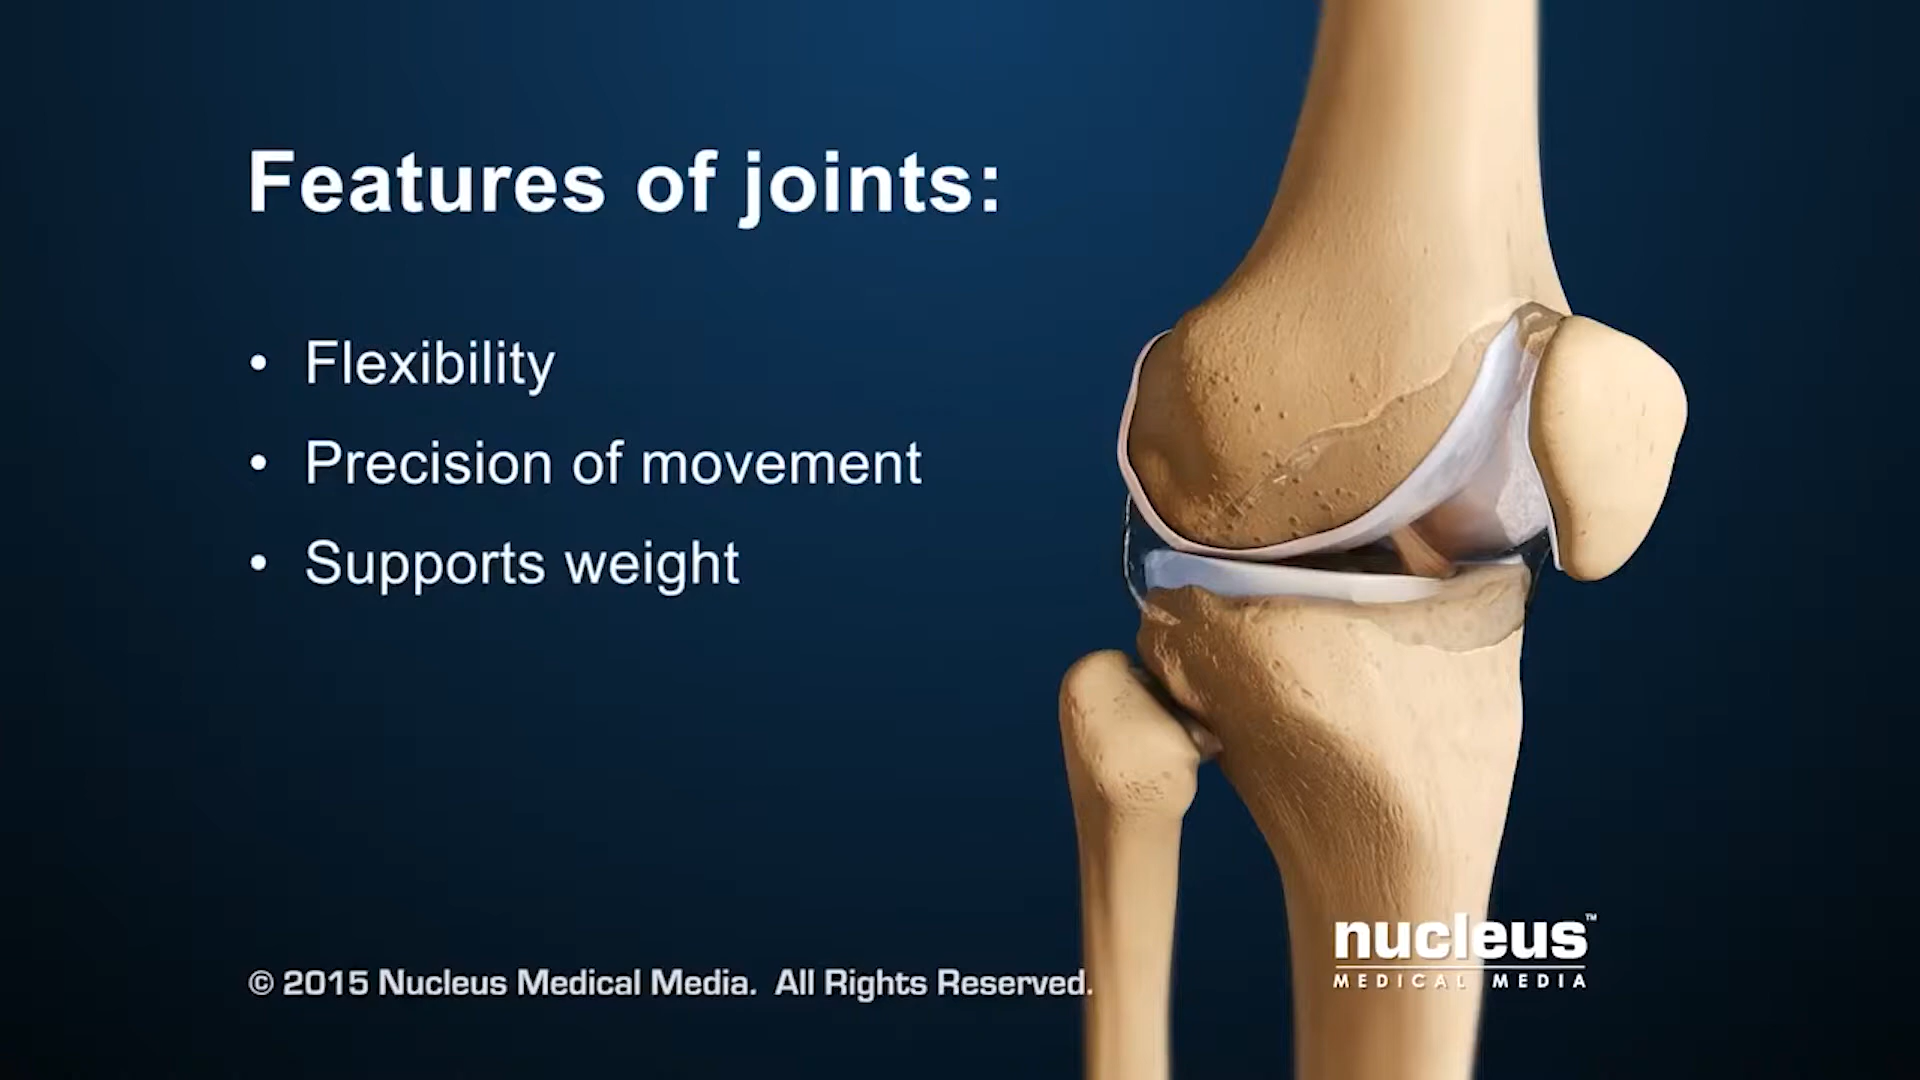 Features of joints:
• Flexibility
• Precision of movement
• Supports weight
© 2015 Nucleus Medical Media. All Rights Reserved.
nucleus™
MEDICAL MEDIA